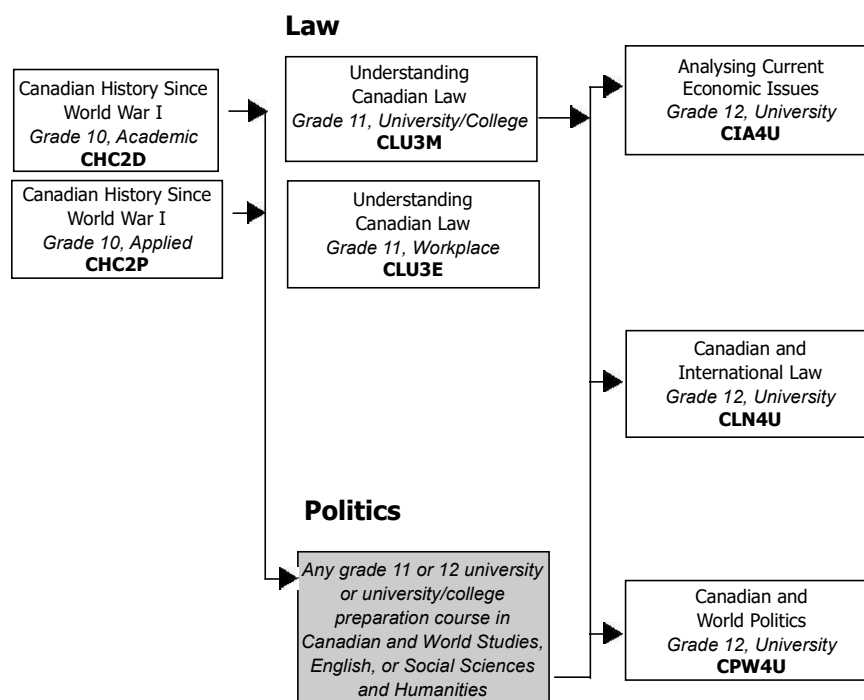 Law
Canadian History Since
World War I
Grade 10, Academic
CHC2D
Canadian History Since
World War I
Grade 10, Applied
CHC2P
Understanding
Canadian Law
Grade 11, University/College
CLU3M
Understanding
Canadian Law
Grade 11, Workplace
CLU3E
Analysing Current
Economic Issues
Grade 12, University
CIA4U
Canadian and
International Law
Grade 12, University
CLN4U
Politics
Any grade 11 or 12 university
or university/college
preparation course in
Canadian and World Studies,
English, or Social Sciences
and Humanities
Canadian and
World Politics
Grade 12, University
CPW4U